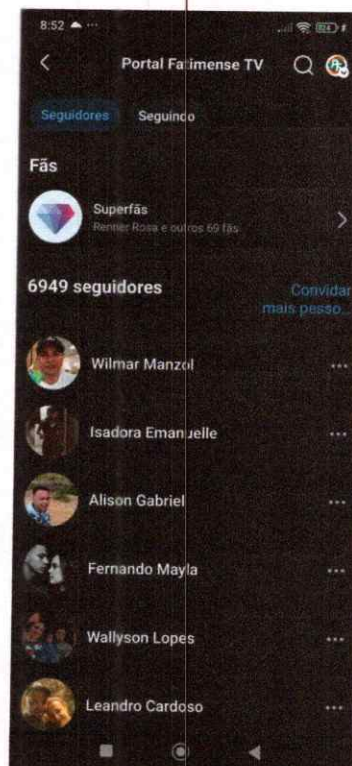 8:52
Portal Fatimense TV
Seguidores Seguindo
Fãs
Superfãs
Renner Rosa e outros 69 fãs
6949 seguidores
Convidar
mais pesso...
Wilmar Manzol
Isadora Emanuelle
Alison Gabriel
Fernando Mayla
Wallyson Lopes
Leandro Cardoso